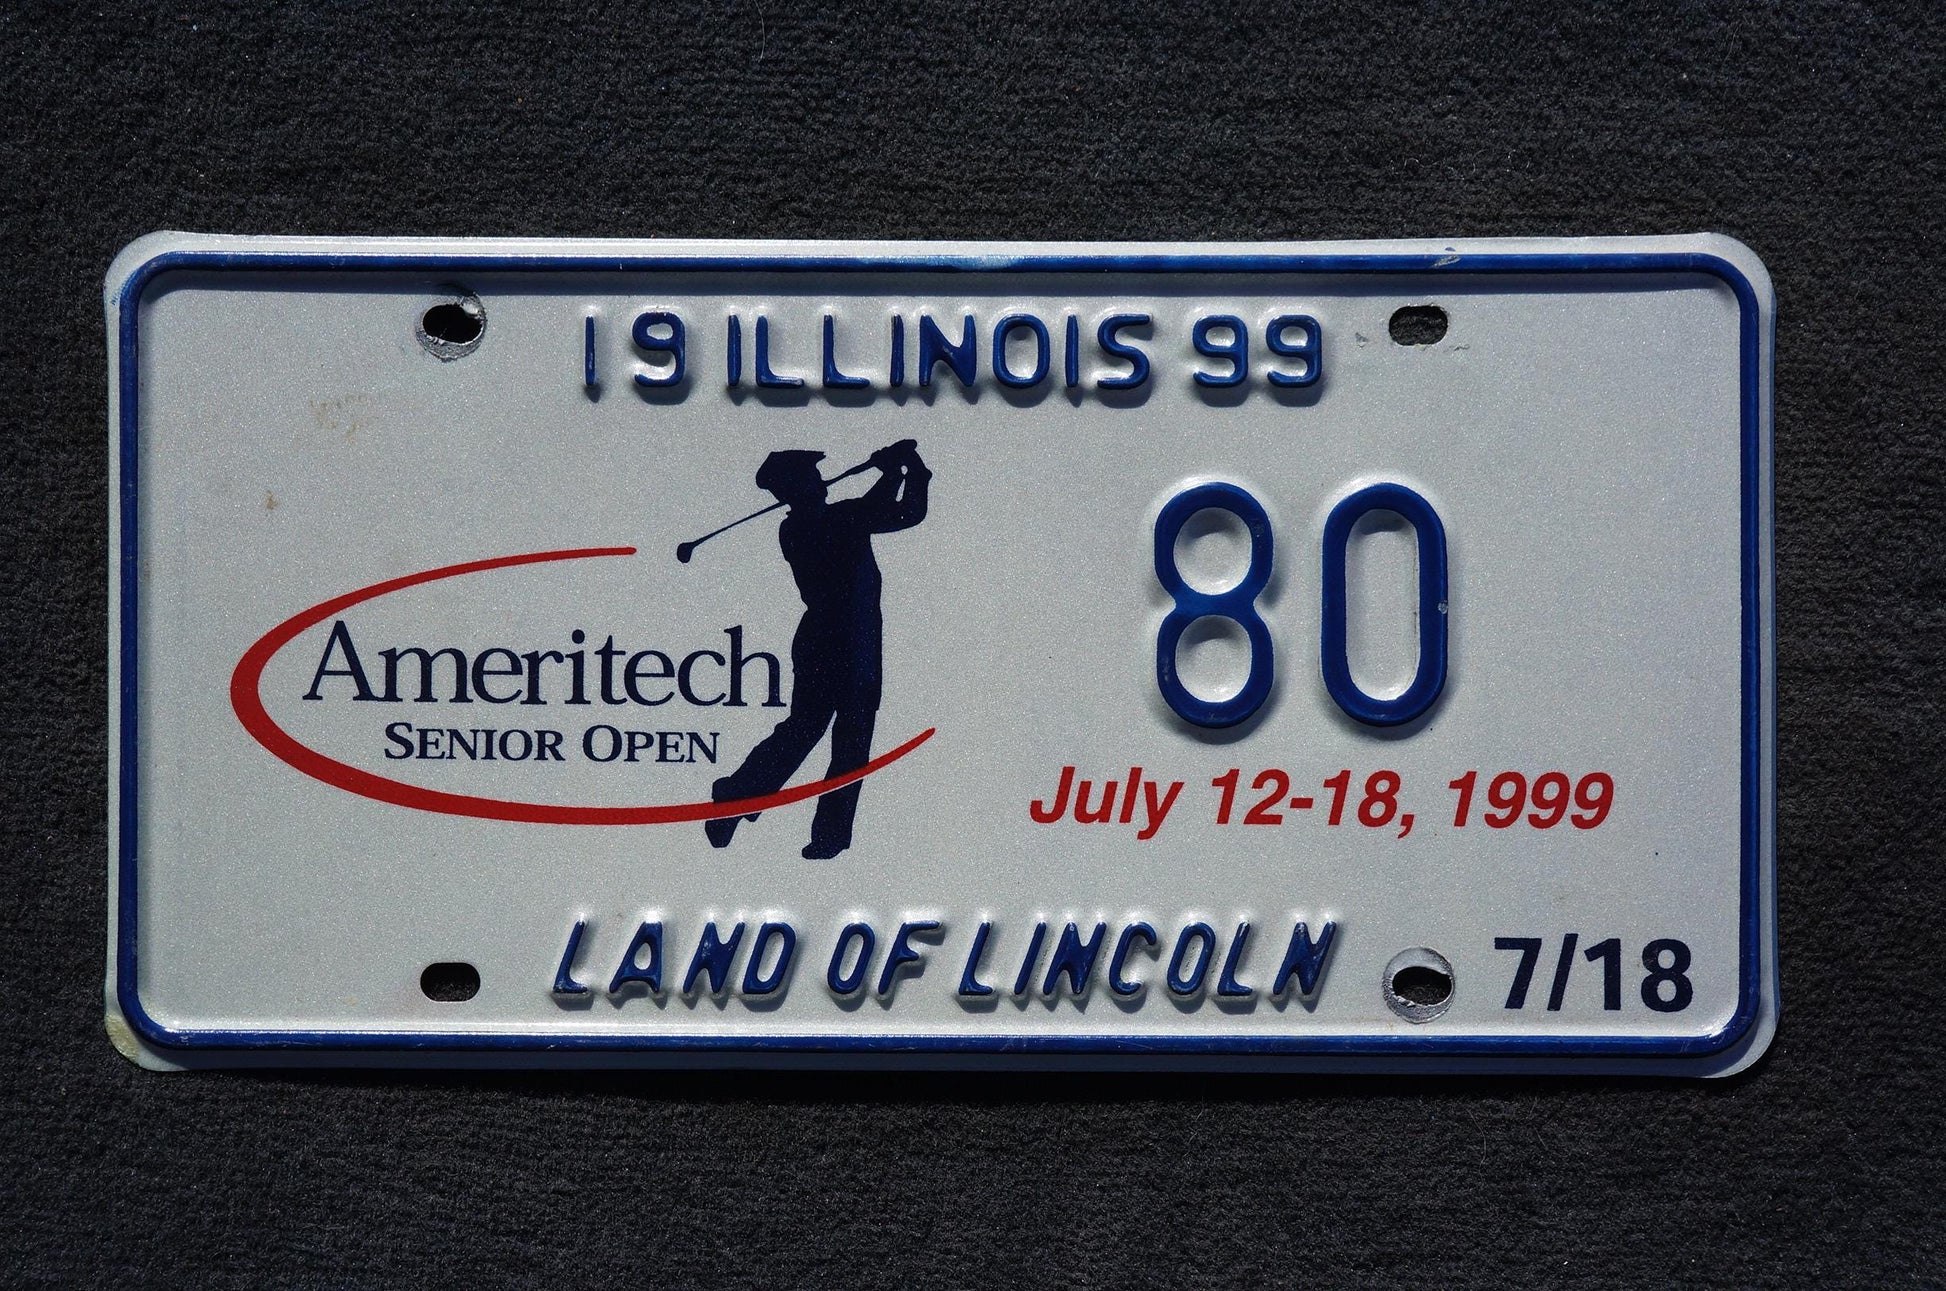 19 ILLINOIS 99
80
Ameritech
SENIOR OPEN
July 12-18, 1999
LAND OF LINCOLN
7/18